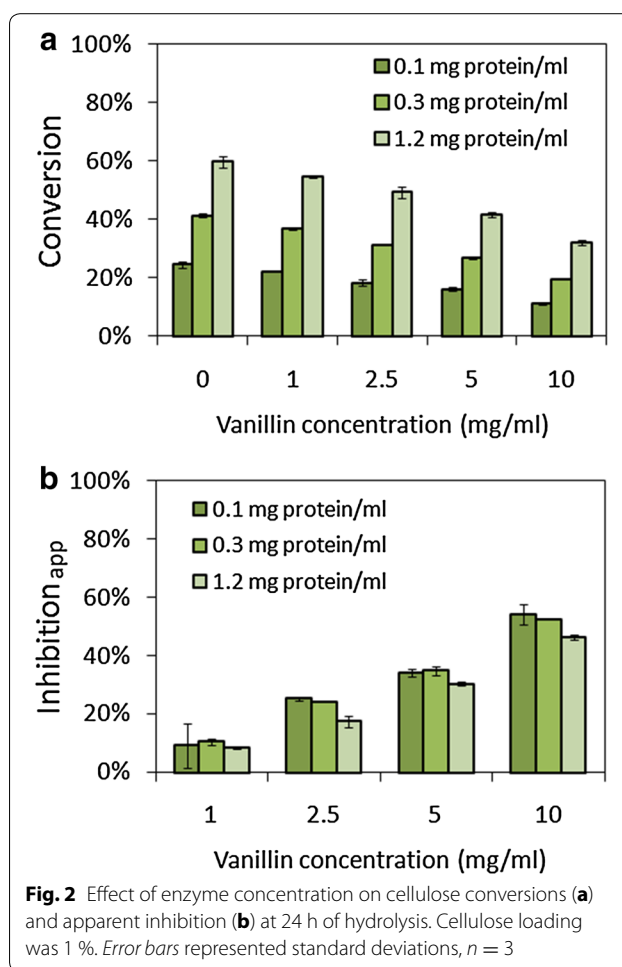 a
100%
80%
60%
40%
20%
0%
Conversion
0.1 mg protein/ml
0.3 mg protein/ml
1.2 mg protein/ml
0 1 2.5 5 10
Vanillin concentration (mg/ml)
b
100%
80%
60%
40%
20%
0%
Inhibition app
0.1 mg protein/ml
0.3 mg protein/ml
1.2 mg protein/ml
1 2.5 5 10
Vanillin concentration (mg/ml)
Fig. 2 Effect of enzyme concentration on cellulose conversions (a)
and apparent inhibition (b) at 24 h of hydrolysis. Cellulose loading
was 1 %. Error bars represented standard deviations, n = 3